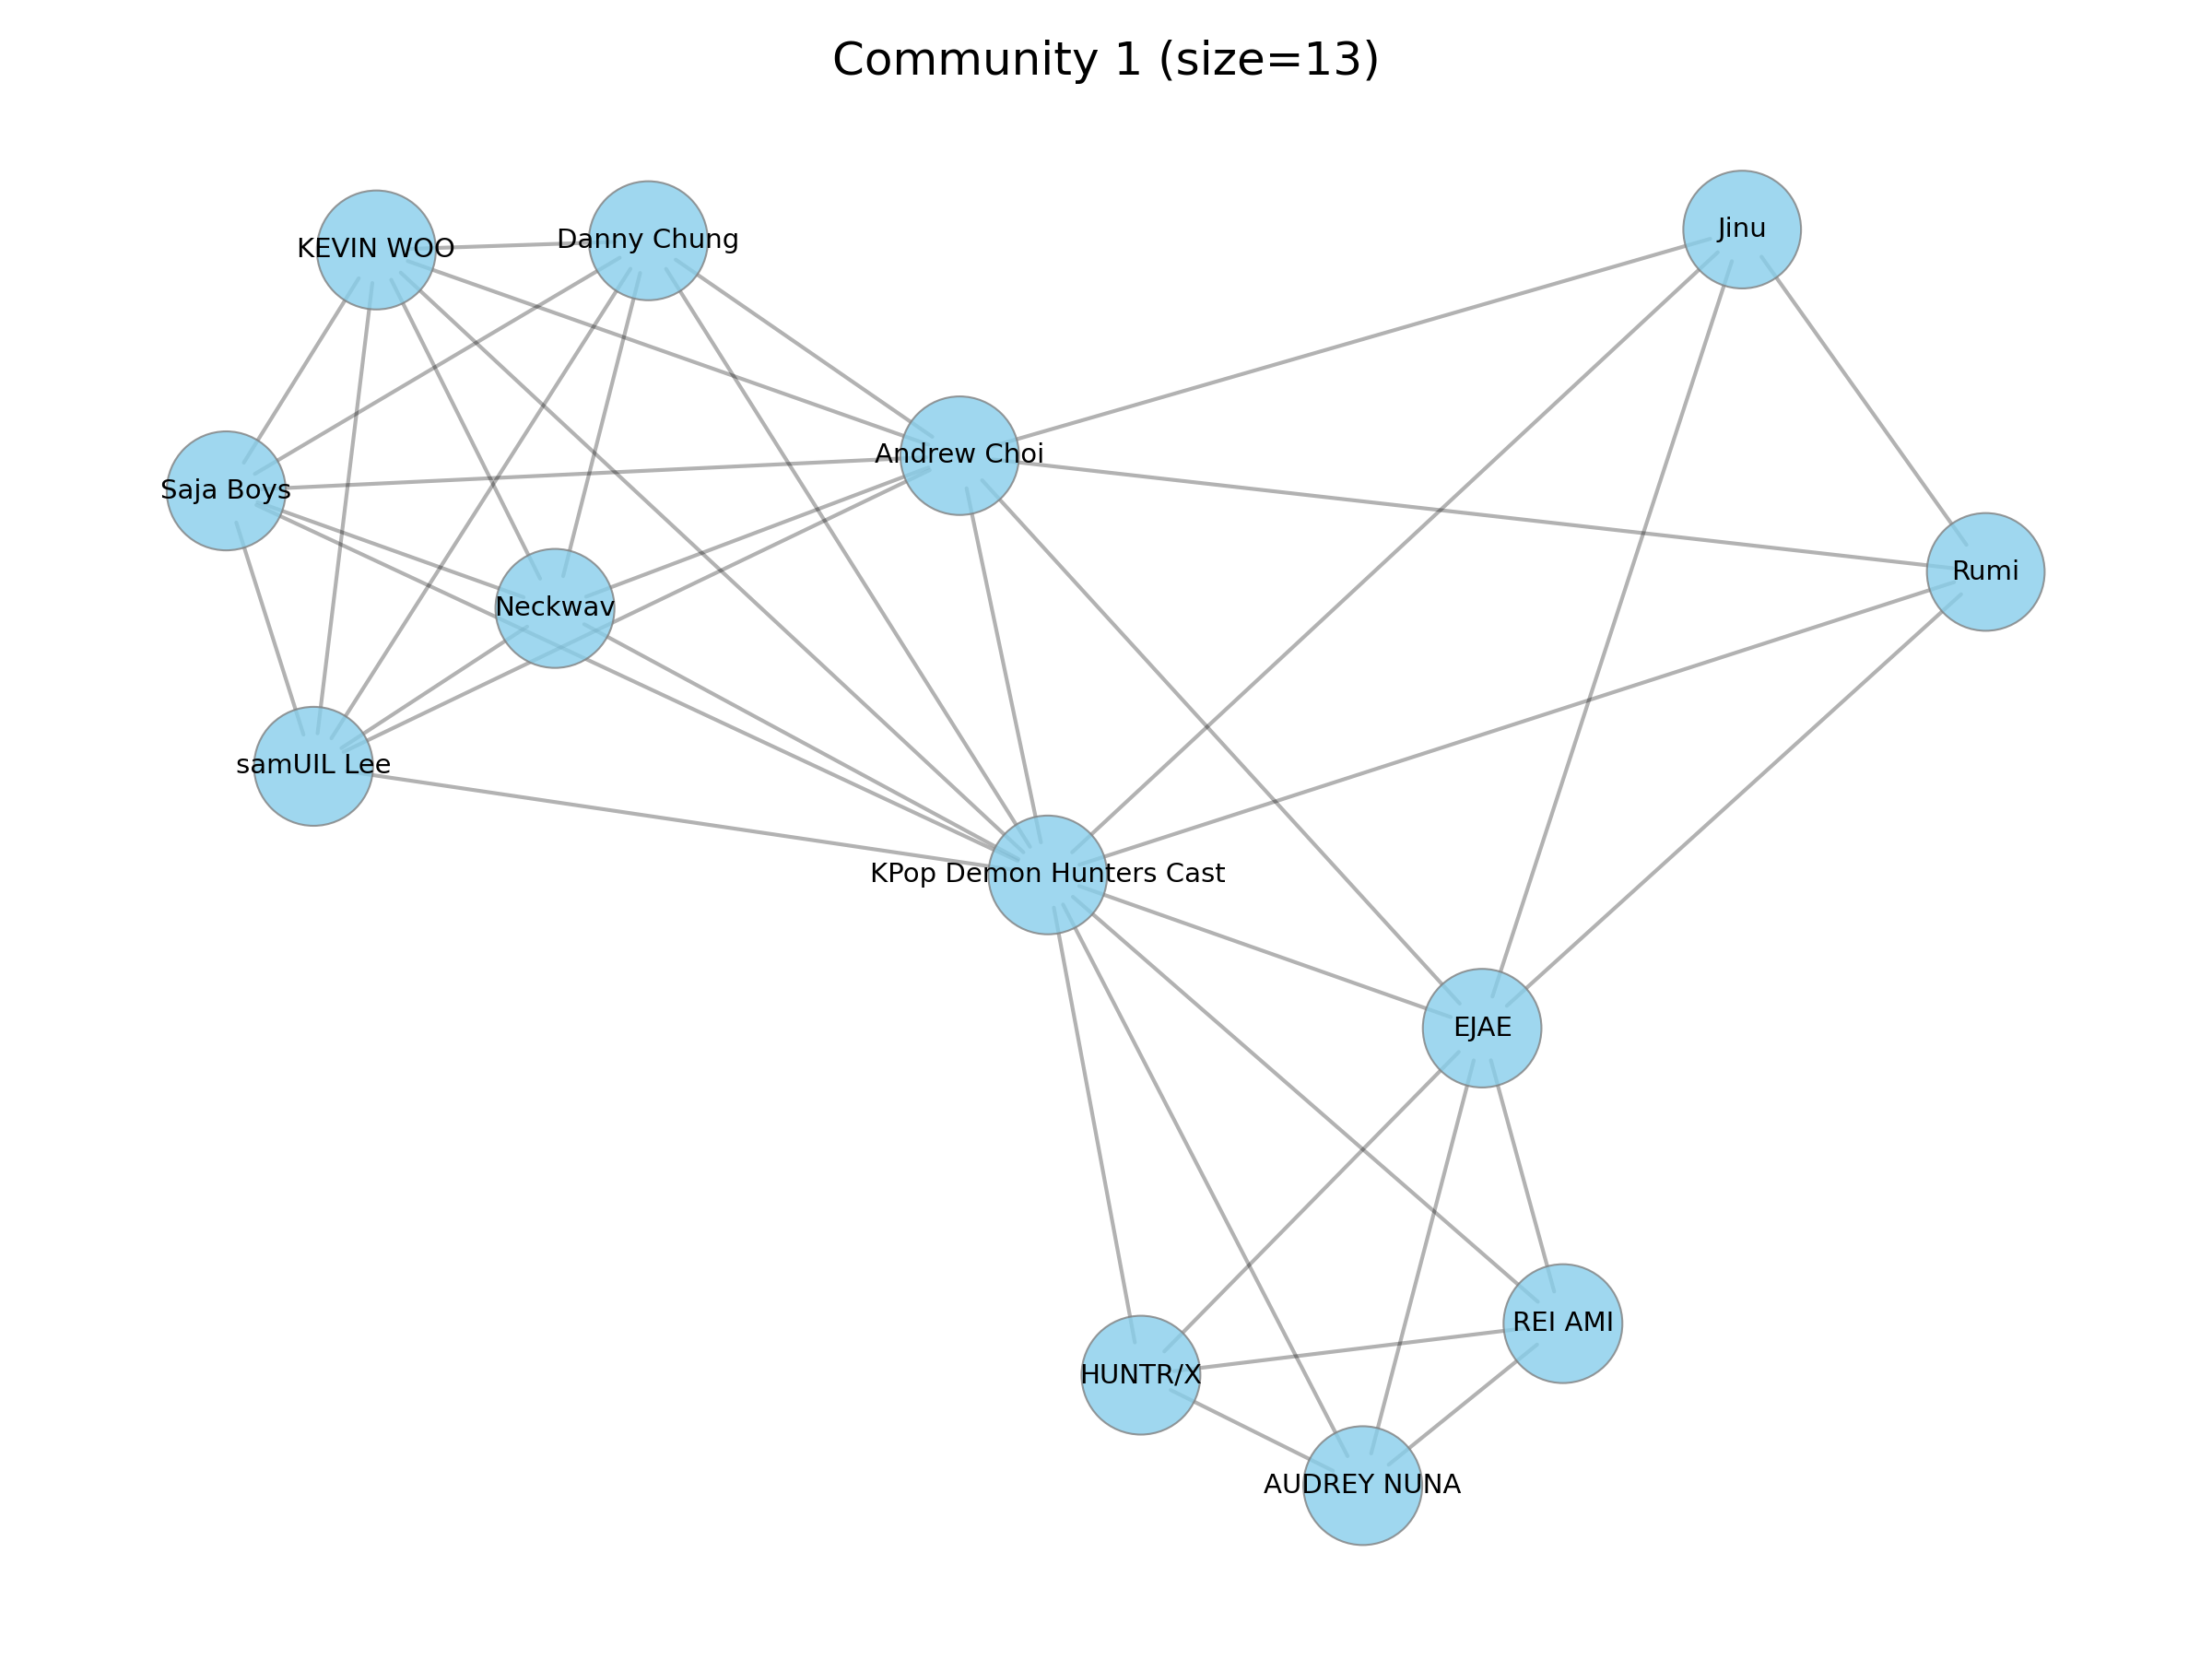 Community 1 (size=13)
Jinu
Danny Chung
KEVIN WOO
Andrew Choi
Saja Boys
Rumi
Neckwav
samUIL Lee
KPop Demon Hunters Cast
EJAE
REI AMI
HUNTR/X
AUDREY NUNA